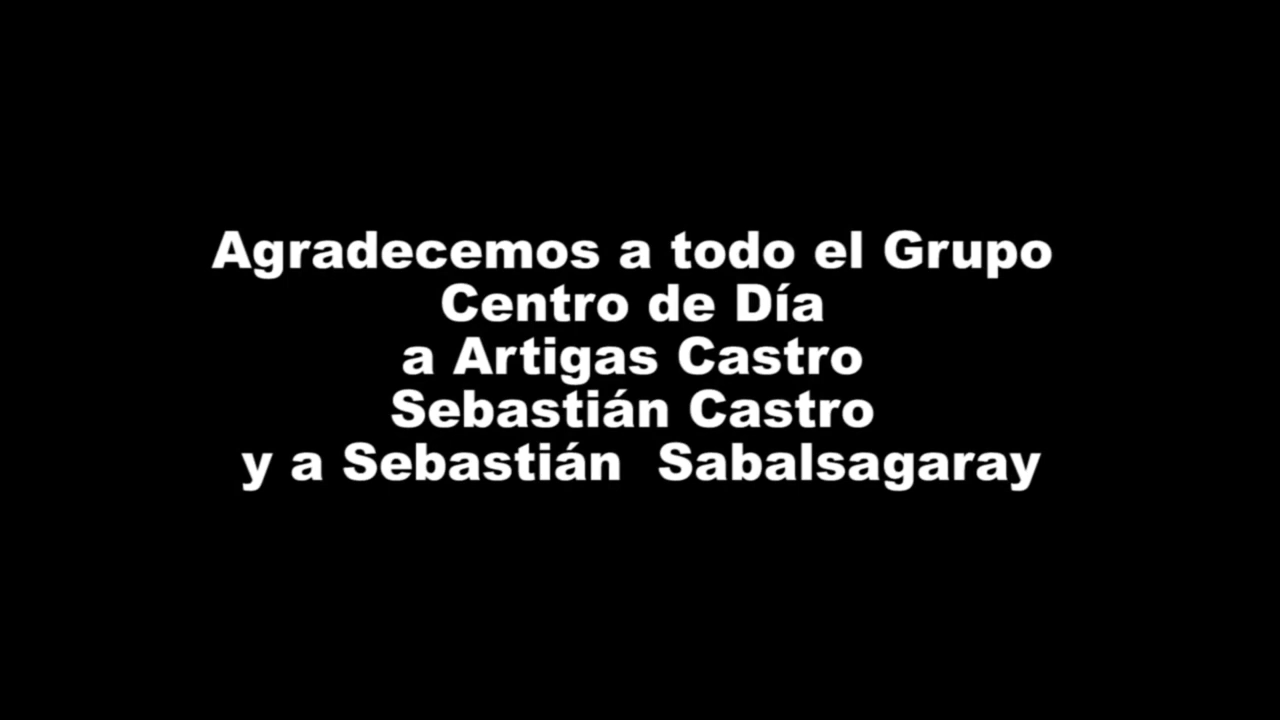 Agradecemos a todo el Grupo
Centro de Día
a Artigas Castro
Sebastián Castro
y a Sebastián  Sabalsagaray